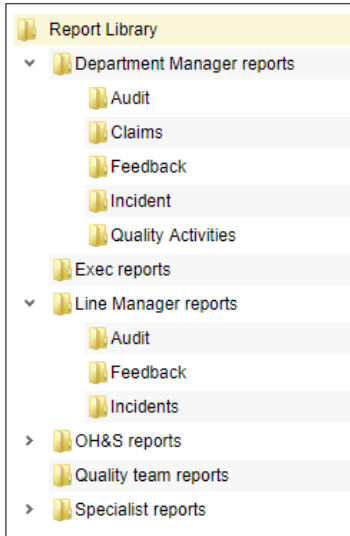 Report Library
Department Manager reports
Audit
Claims
Feedback
Incident
Quality Activities
Exec reports
Line Manager reports
Audit
Feedback
Incidents
OH&S reports
Quality team reports
Specialist reports